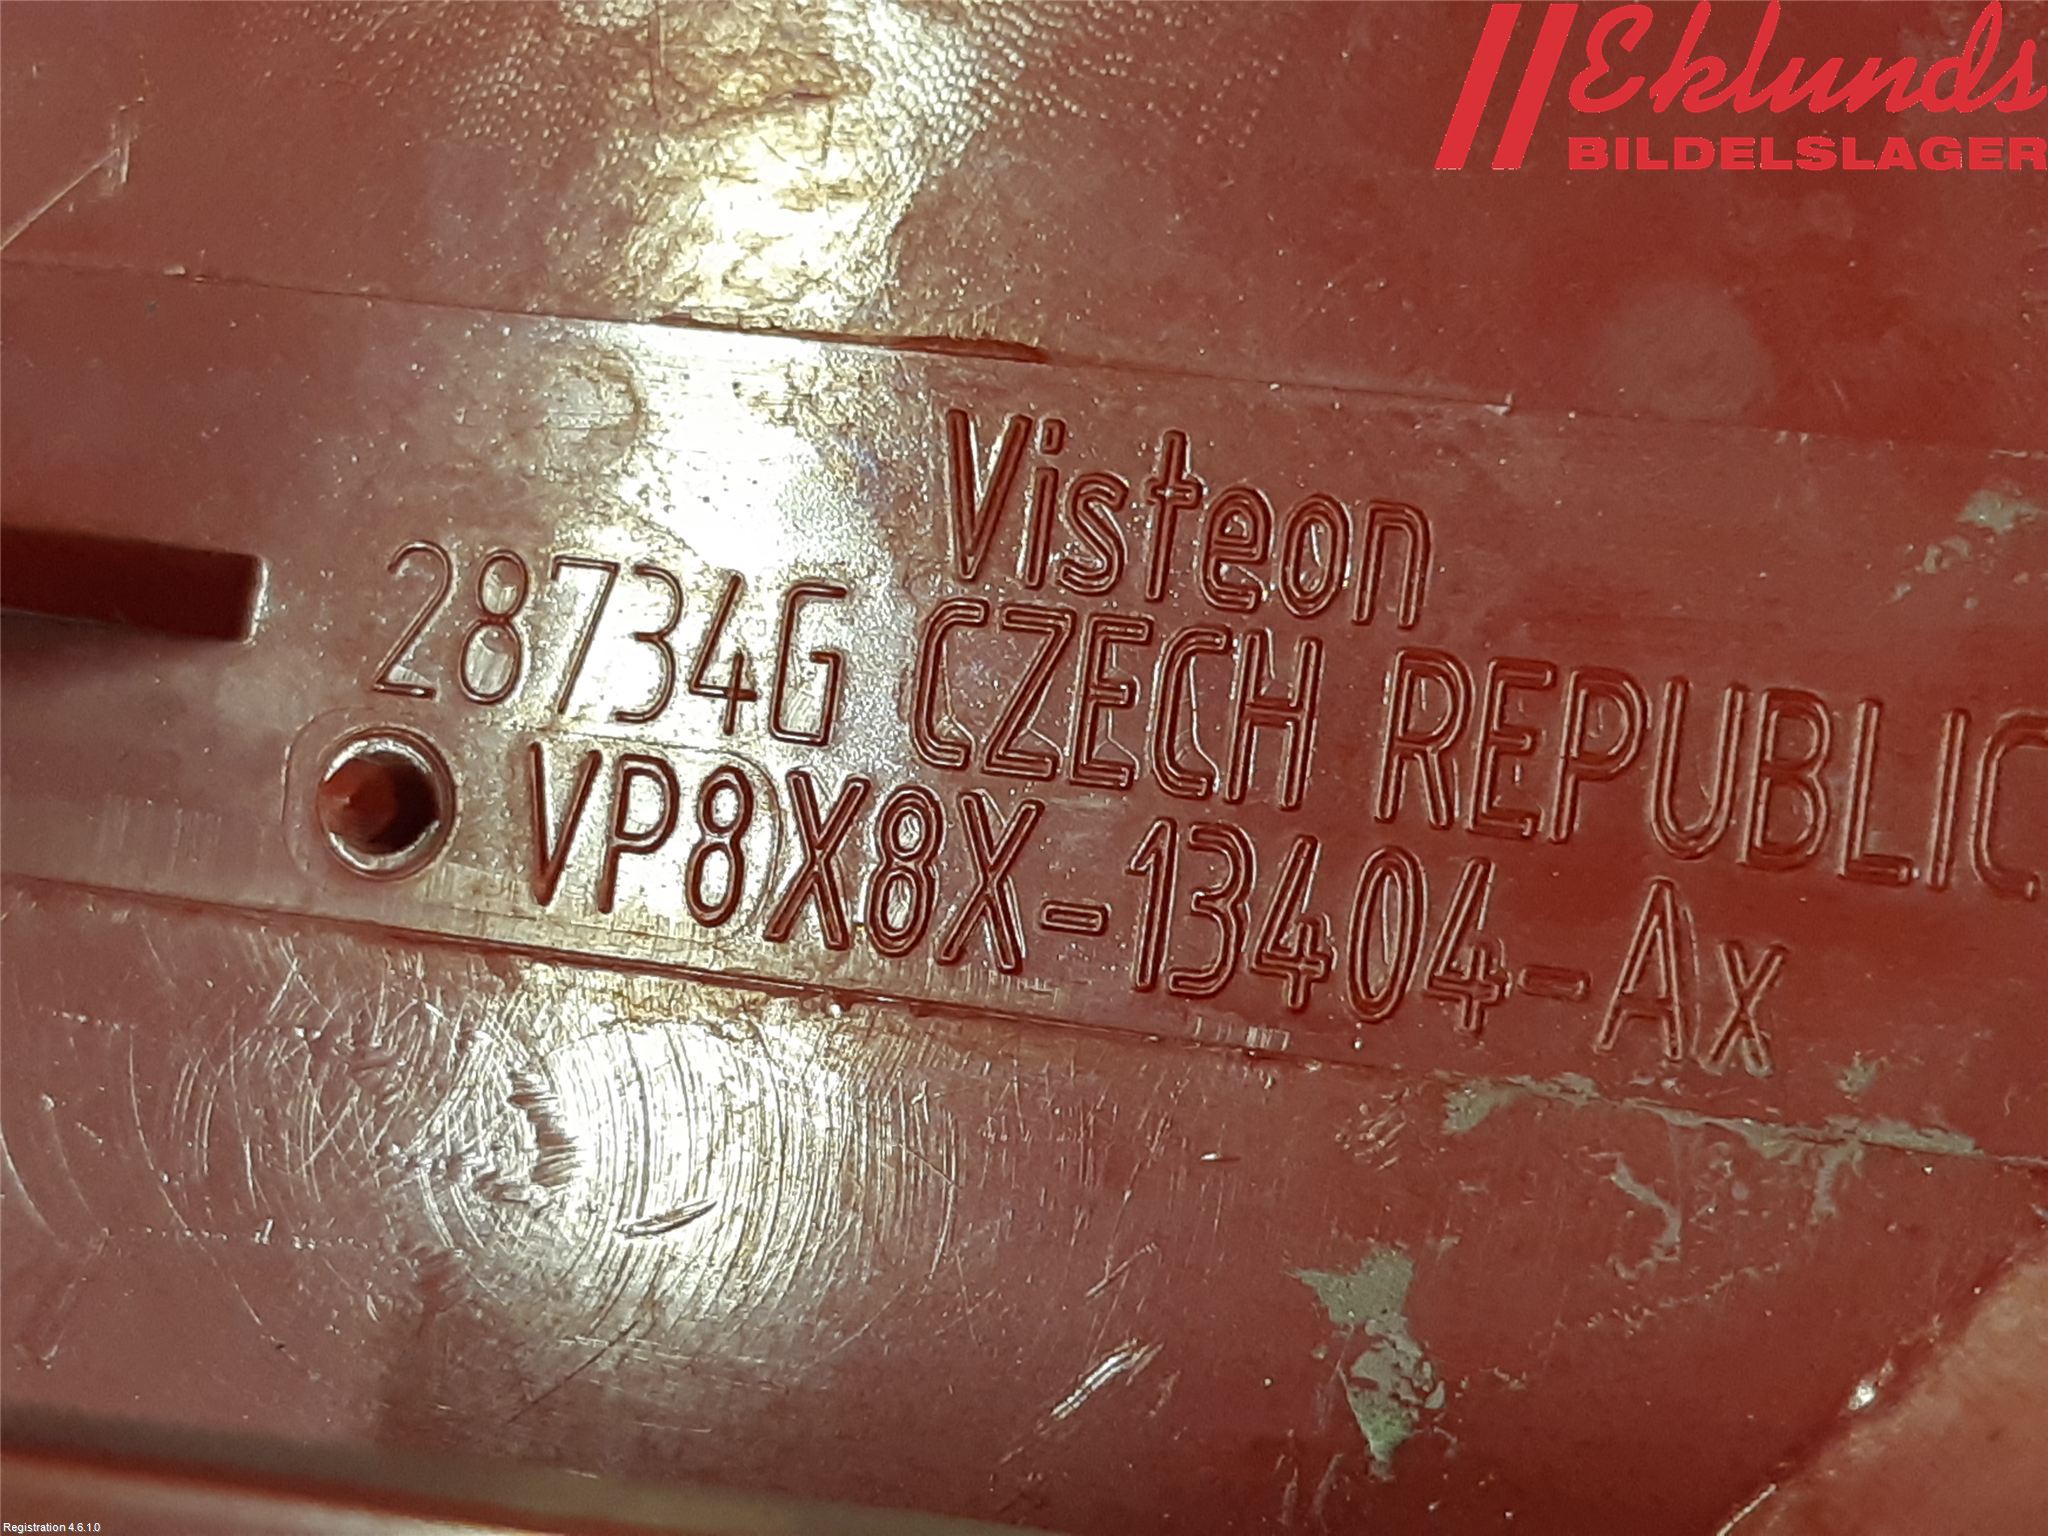 Eklunds
BILDELSLAGER
Visteon
28734G CZECH REPUBLIC
VP8X8X-13404-Ax
Registration 4.6.1.0